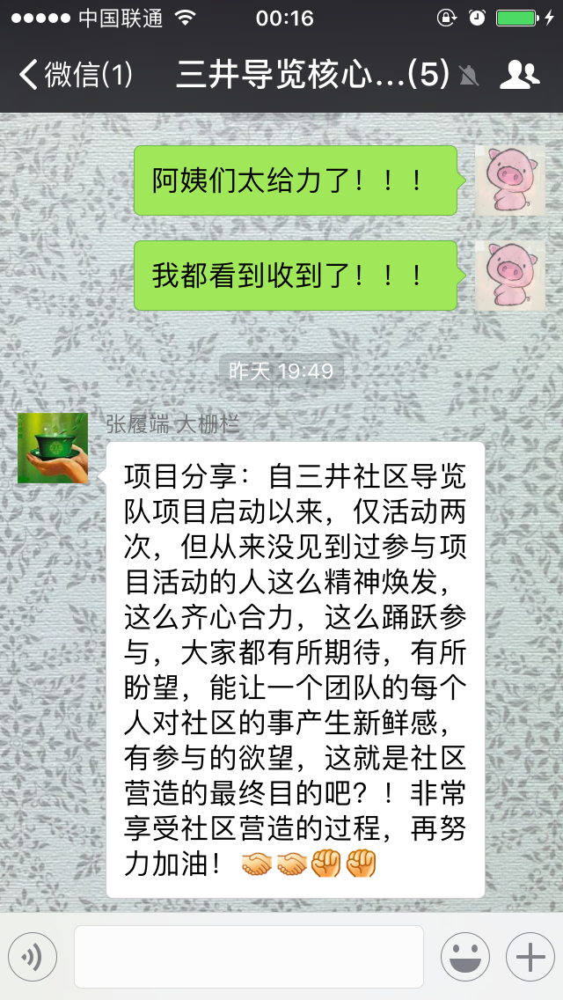 中国联通
00:16
微信(1)
三井导览核心...(5)
阿姨们太给力了！！！
我都看到收到了！！！
昨天 19:49
张履端 大栅栏
项目分享：自三井社区导览
队项目启动以来，仅活动两
次，但从来没见到过参与项
目活动的人这么精神焕发，
这么齐心合力，这么踊跃参
与，大家都有所期待，有所
盼望，能让一个团队的每个
人对社区的事产生新鲜感，
有参与的欲望，这就是社区
营造的最终目的吧？！非常
享受社区营造的过程，再努
力加油！